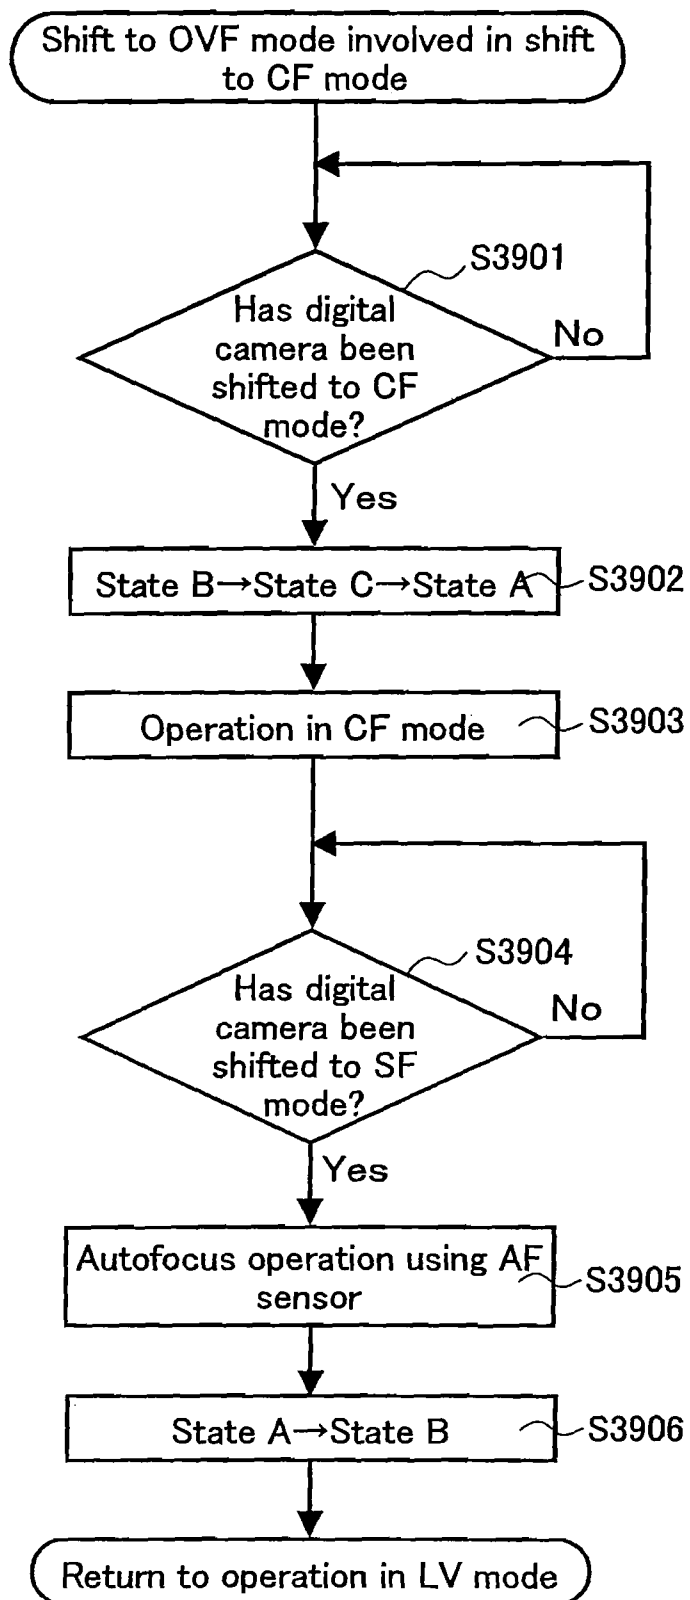 Shift to OVF mode involved in shift
to CF mode
S3901
Has digital
camera been
shifted to CF
mode?
No
Yes
State B→State C→State A
S3902
Operation in CF mode
S3903
S3904
Has digital
camera been
shifted to SF
mode?
No
Yes
Autofocus operation using AF
sensor
S3905
State A→State B
S3906
Return to operation in LV mode